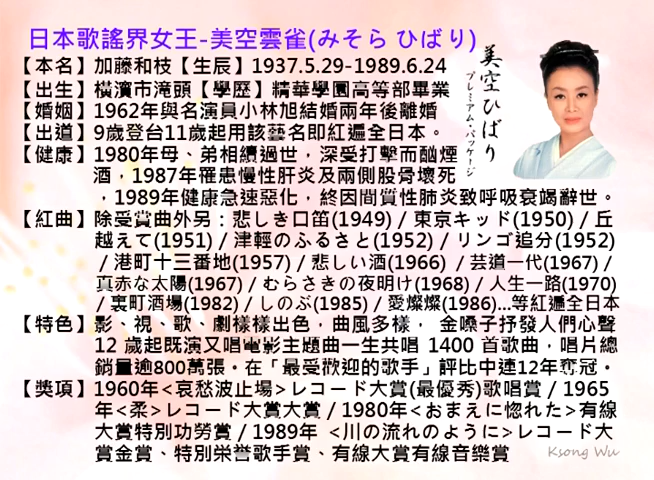 日本歌謠界女王-美空雲雀(みそら ひばり)
【本名】加藤和枝【生辰】1937.5.29-1989.6.24
【出生】橫濱市滝頭【學歷】精華學園高等部畢業
【婚姻】1962年與名演員小林旭結婚兩年後離婚
【出道】9歲登台11歲起用該藝名即紅遍全日本。
【健康】1980年母、弟相續過世，深受打擊而酗煙
酒，1987年罹患慢性肝炎及兩側股骨壞死
，1989年健康急速惡化，終因間質性肺炎致呼吸衰竭辭世。
【紅曲】除受賞曲外另：悲しき口笛(1949) / 東京キッド(1950) / 丘
越えて(1951) / 津輕のふるさと(1952) / リンゴ追分(1952)
/ 港町十三番地(1957) / 悲しい酒(1966) / 芸道一代(1967) /
真赤な太陽(1967) / むらさきの夜明け(1968) / 人生一路(1970)
/ 裏町酒場(1982) / しのぶ(1985) / 愛燦燦(1986)...等紅遍全日本
【特色】影、視、歌、劇樣樣出色，曲風多樣， 金嗓子抒發人們心聲
12 歲起既演又唱電影主題曲一生共唱 1400 首歌曲，唱片總
銷量逾800萬張。在「最受歡迎的歌手」評比中連12年奪冠。
【獎項】1960年<哀愁波止場>レコード大賞(最優秀)歌唱賞 / 1965
年<柔>レコード大賞大賞 / 1980年<おまえに惚れた>有線
大賞特別功勞賞 / 1989年 <川の流れのように>レコード大
賞金賞、特別栄誉歌手賞、有線大賞有線音樂賞
美空ひばり
プレミアム・パッケージ
Ksong Wu